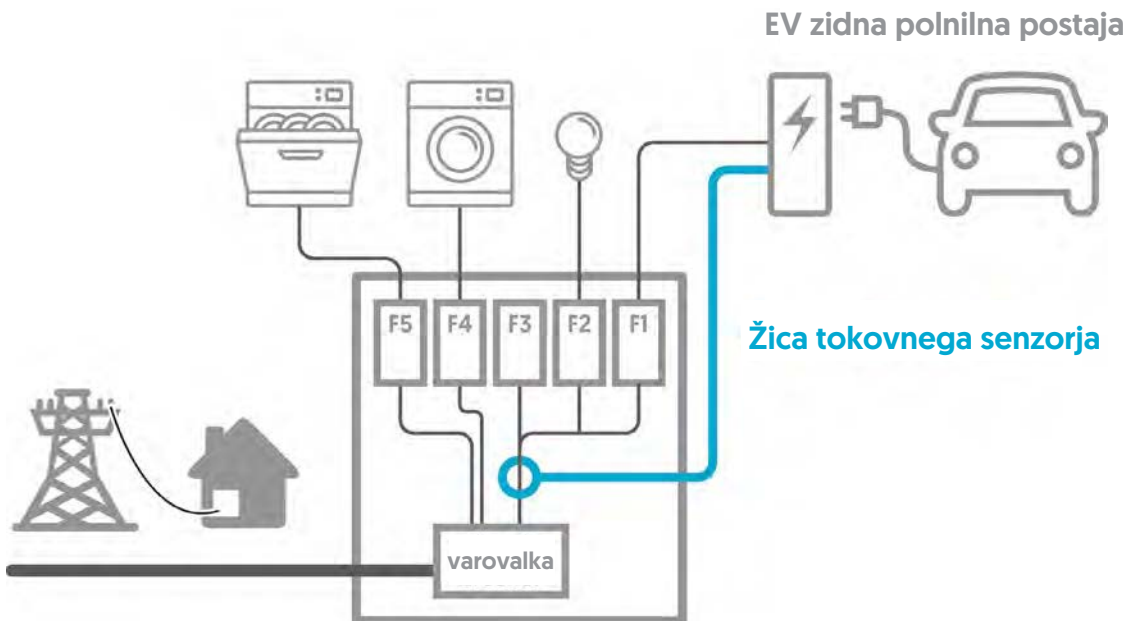 EV zidna polnilna postaja
F5 F4 F3 F2 F1
Žica tokovnega senzorja
varovalka